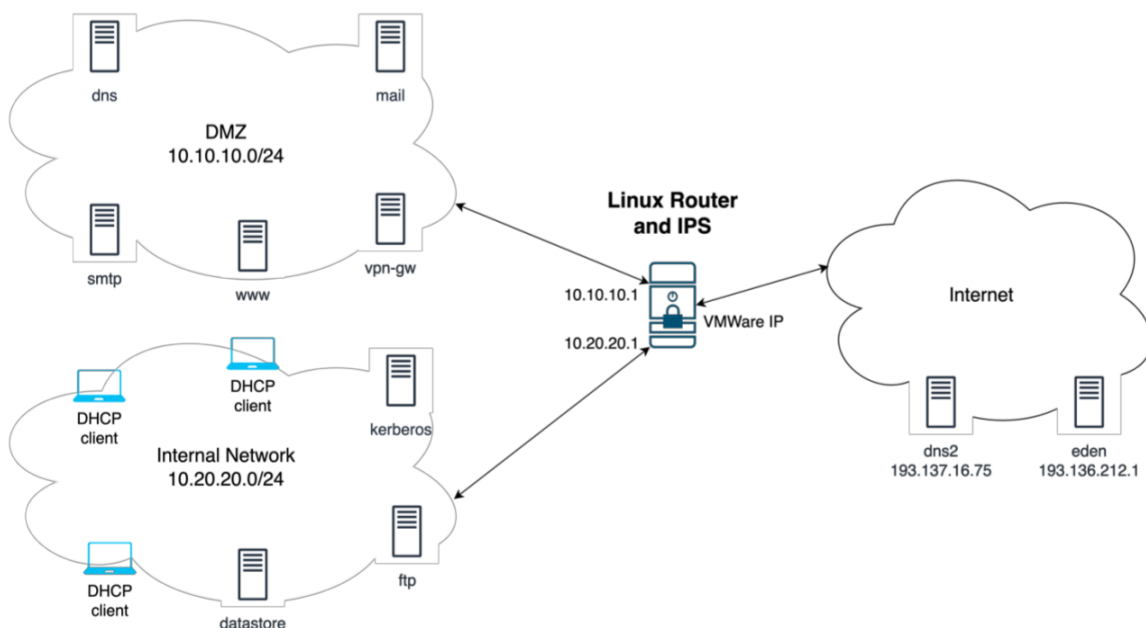 dns
mail
DMZ
10.10.10.0/24
smtp
www
vpn-gw
Linux Router
and IPS
10.10.10.1
VMWare IP
10.20.20.1
Internet
DHCP
client
DHCP
client
kerberos
Internal Network
10.20.20.0/24
DHCP
client
datastore
ftp
dns2
193.137.16.75
eden
193.136.212.1